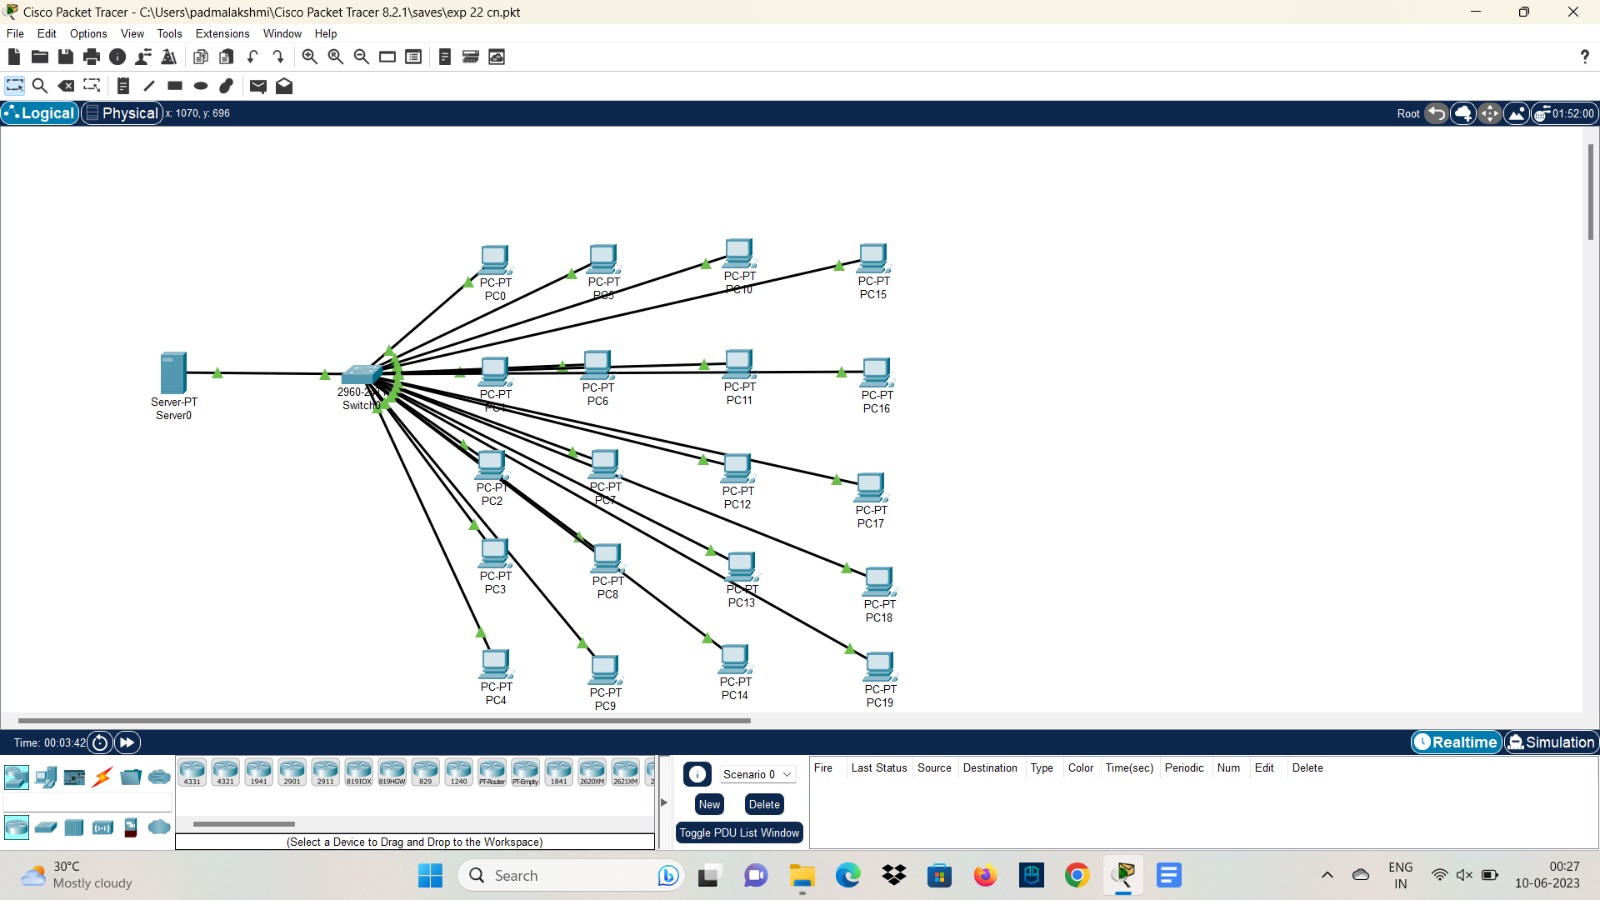 Cisco Packet Tracer - C:\Users\padmalakshmi\Cisco Packet Tracer 8.2.1\saves\exp 22 cn.pkt
File Edit Options View Tools Extensions Window Help
Logical Physical x: 1070, y: 696 Root 01:52:00
PC-PT
PC0
PC-PT
PC5
PC-PT
PC10
PC-PT
PC15
Server-PT
Server0
Switch0
PC-PT
PC1
PC-PT
PC6
PC-PT
PC11
PC-PT
PC16
PC-PT
PC2
PC-PT
PC7
PC-PT
PC12
PC-PT
PC17
PC-PT
PC3
PC-PT
PC8
PC-PT
PC13
PC-PT
PC18
PC-PT
PC4
PC-PT
PC9
PC-PT
PC14
PC-PT
PC19
Time: 00:03:42 Realtime Simulation
4331 4321 1941 2901 2911 819IOX 819HGW 829 1240 PT-Router PT-Empty 1841 2620XM 2621XM
(Select a Device to Drag and Drop to the Workspace)
Scenario 0
New Delete
Toggle PDU List Window
Fire Last Status Source Destination Type Color Time(sec) Periodic Num Edit Delete
30°C
Mostly cloudy
Search
ENG
IN
00:27
10-06-2023